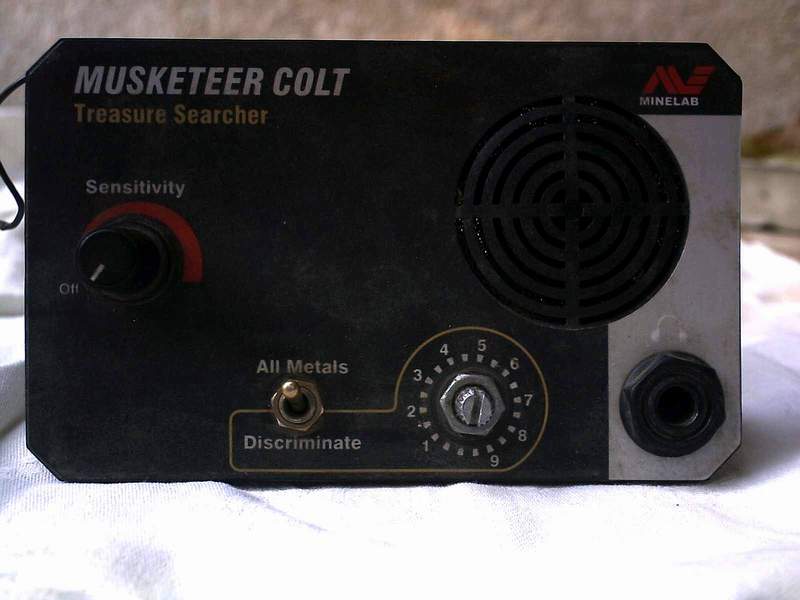 MUSKETEER COLT
Treasure Searcher
MINELAB
Sensitivity
Off
All Metals
Discriminate
1
2
3
4
5
6
7
8
9